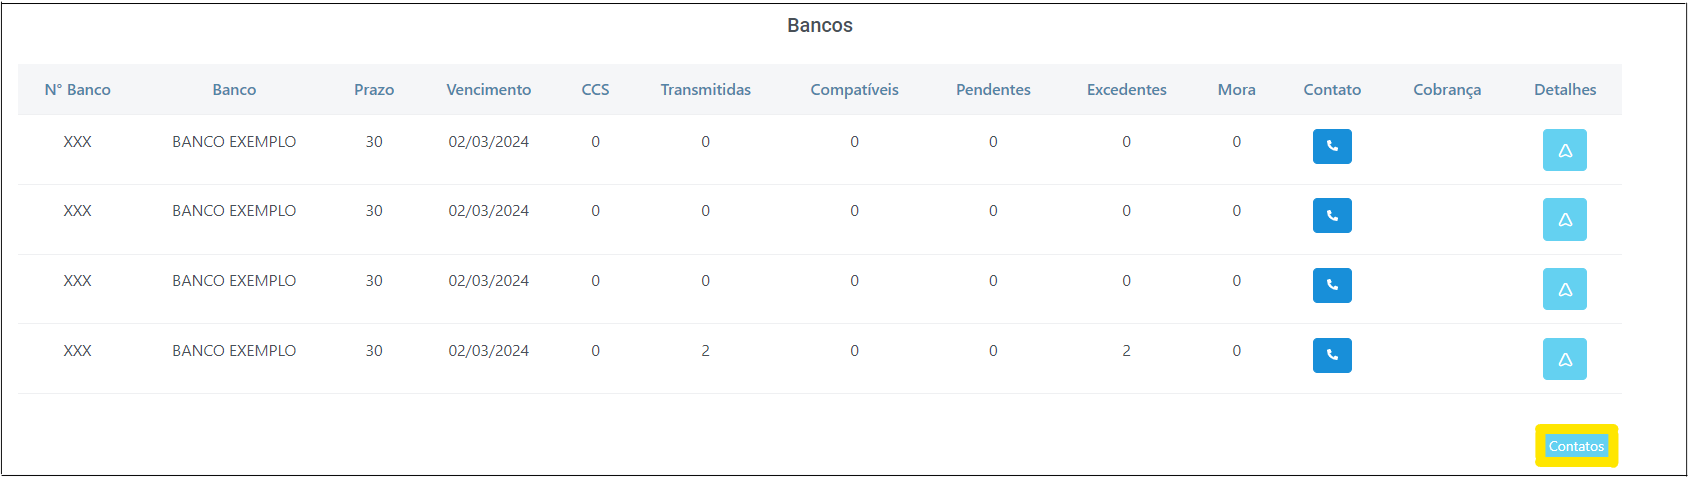 Bancos
N° Banco Banco Prazo Vencimento CCS Transmitidas Compatíveis Pendentes Excedentes Mora Contato Cobrança Detalhes
XXX BANCO EXEMPLO 30 02/03/2024 0 0 0 0 0 0
XXX BANCO EXEMPLO 30 02/03/2024 0 0 0 0 0 0
XXX BANCO EXEMPLO 30 02/03/2024 0 0 0 0 0 0
XXX BANCO EXEMPLO 30 02/03/2024 0 2 0 0 2 0
Contatos